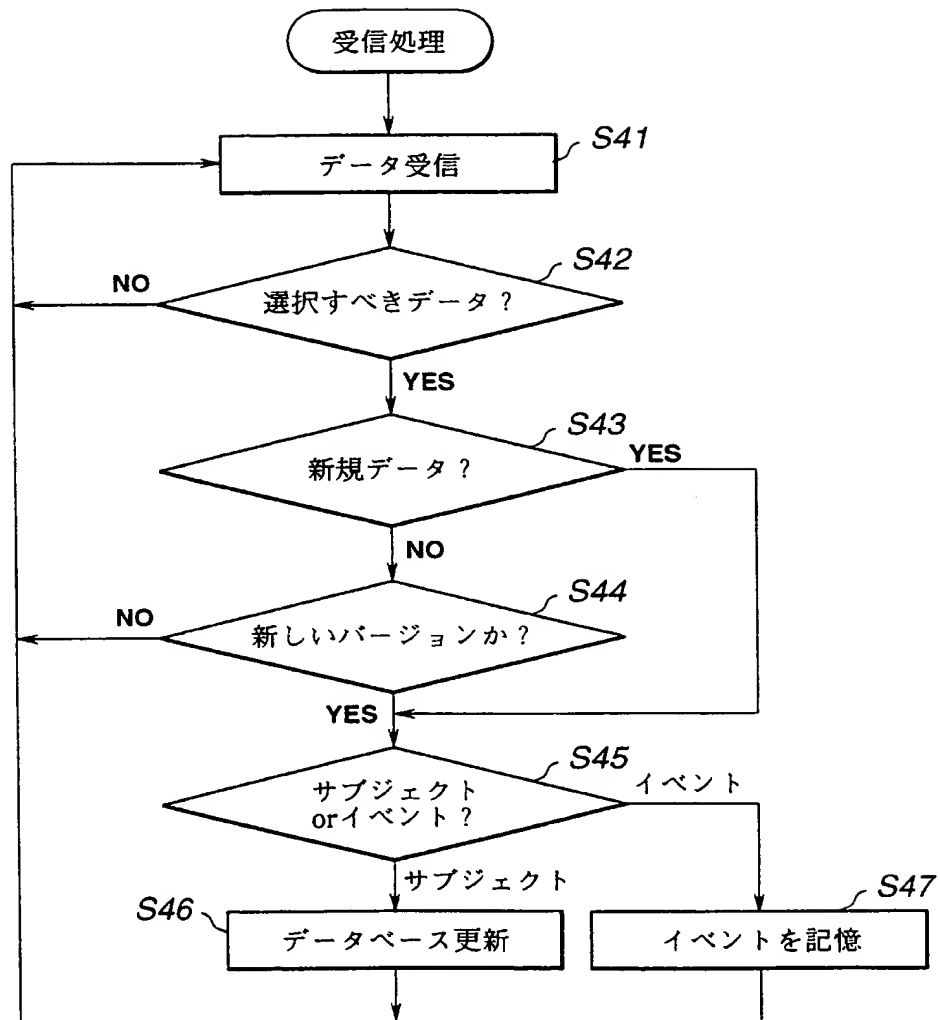 受信処理
データ受信
S41
選択すべきデータ?
S42
NO
YES
新規データ?
S43
YES
NO
新しいバージョンか?
S44
NO
YES
サブジェクト
orイベント?
S45
イベント
サブジェクト
S46
データベース更新
S47
イベントを記憶